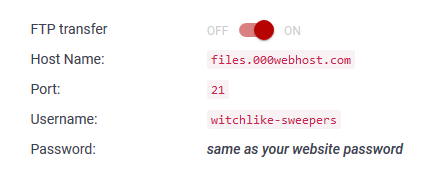 FTP transfer OFF ON
Host Name: files.000webhost.com
Port: 21
Username: witchlike-sweepers
Password: same as your website password